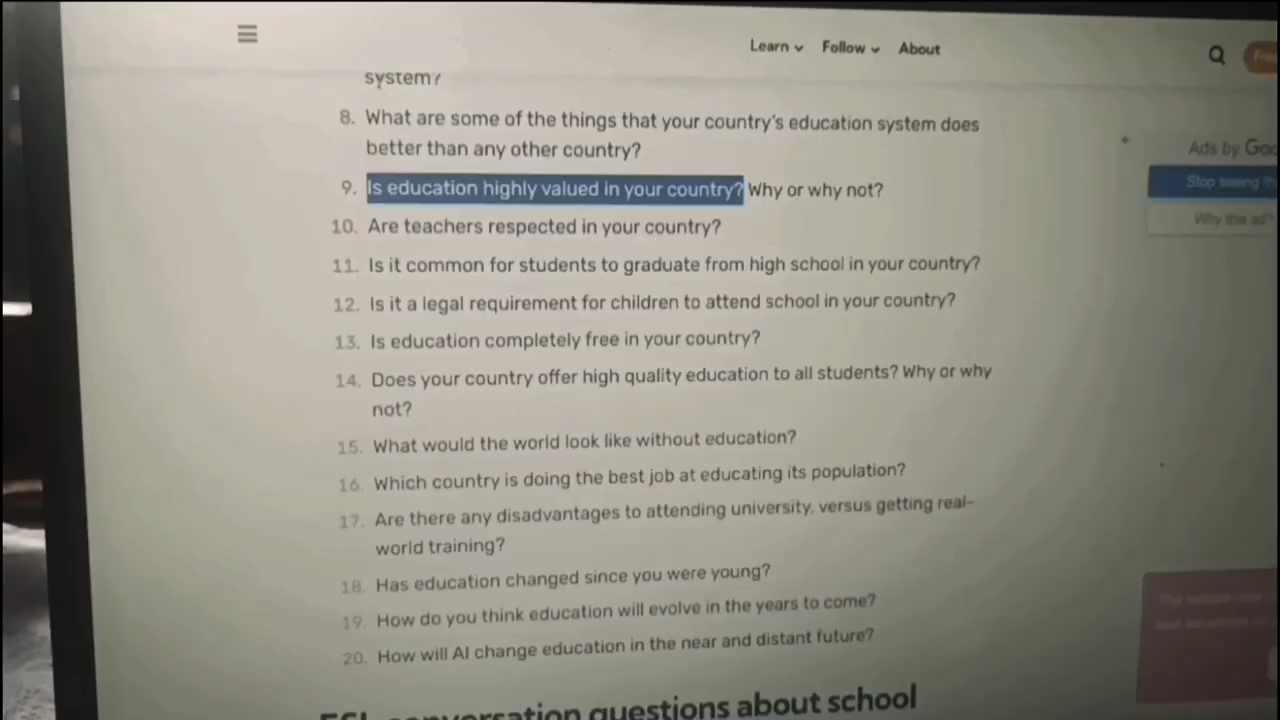 Learn Follow About
system?
8. What are some of the things that your country's education system does
better than any other country?
9. Is education highly valued in your country? Why or why not?
10. Are teachers respected in your country?
11. Is it common for students to graduate from high school in your country?
12. Is it a legal requirement for children to attend school in your country?
13. Is education completely free in your country?
14. Does your country offer high quality education to all students? Why or why
not?
15. What would the world look like without education?
16. Which country is doing the best job at educating its population?
17. Are there any disadvantages to attending university, versus getting real-
world training?
18. Has education changed since you were young?
19. How do you think education will evolve in the years to come?
20. How will AI change education in the near and distant future?
ESL conversation questions about school
Ads by
Stop seeing
Why this ad?